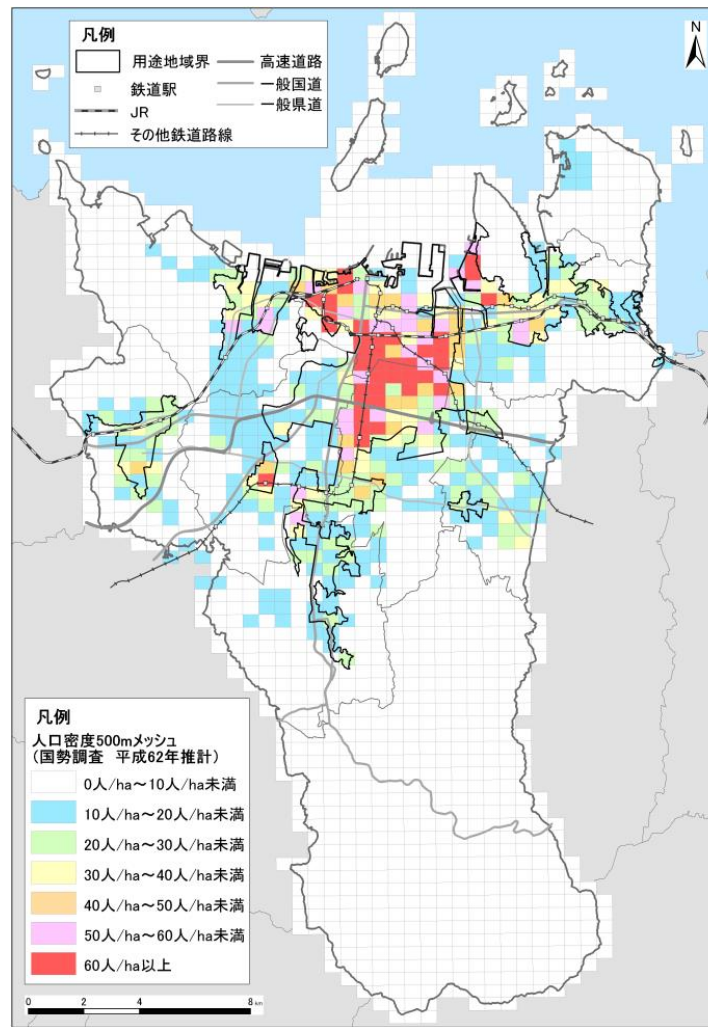 凡例
用途地域界
鉄道駅
JR
その他鉄道路線
高速道路
一般国道
一般県道
N
凡例
人口密度500mメッシュ
(国勢調査 平成62年推計)
0人/ha～10人/ha未満
10人/ha～20人/ha未満
20人/ha～30人/ha未満
30人/ha～40人/ha未満
40人/ha～50人/ha未満
50人/ha～60人/ha未満
60人/ha以上
0 2 4 8 km